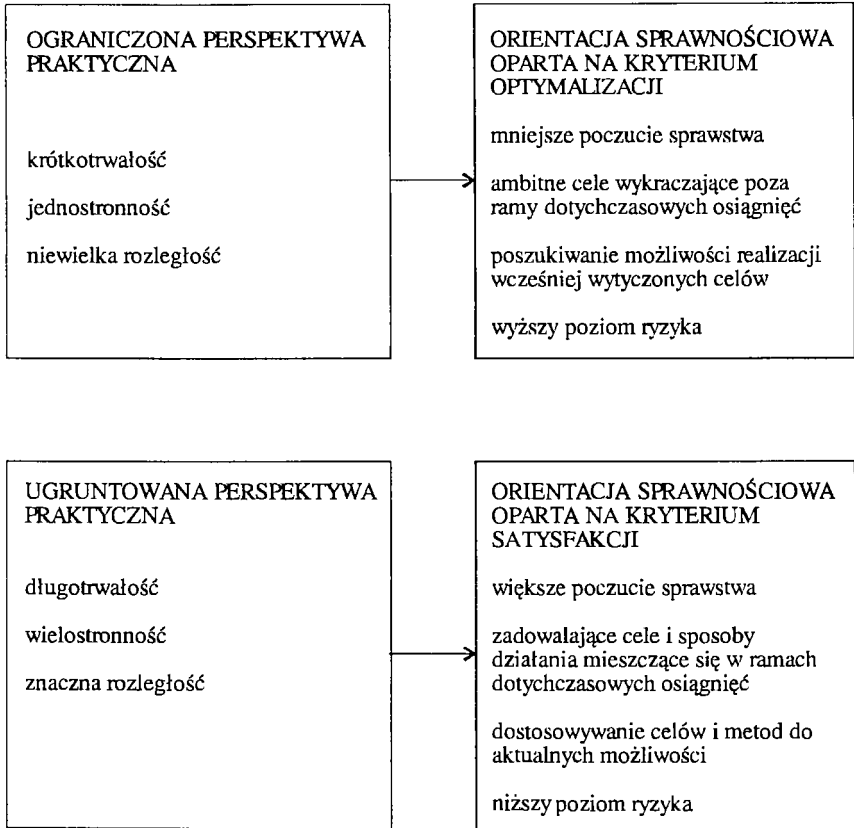 OGRANICZONA PERSPEKTYWA
PRAKTYCZNA
krótkotrwałość
jednostronność
niewielka rozległość
ORIENTACJA SPRAWNOŚCIOWA
OPARTA NA KRYTERIUM
OPTYMALIZACJI
mniejsze poczucie sprawstwa
ambitne cele wykraczające poza
ramy dotychczasowych osiągnięć
poszukiwanie możliwości realizacji
wcześniej wytyczonych celów
wyższy poziom ryzyka
UGRUNTOWANA PERSPEKTYWA
PRAKTYCZNA
długotrwałość
wielostronność
znaczna rozległość
ORIENTACJA SPRAWNOŚCIOWA
OPARTA NA KRYTERIUM
SATYSFAKCJI
większe poczucie sprawstwa
zadowalające cele i sposoby
działania mieszczące się w ramach
dotychczasowych osiągnięć
dostosowywanie celów i metod do
aktualnych możliwości
niższy poziom ryzyka